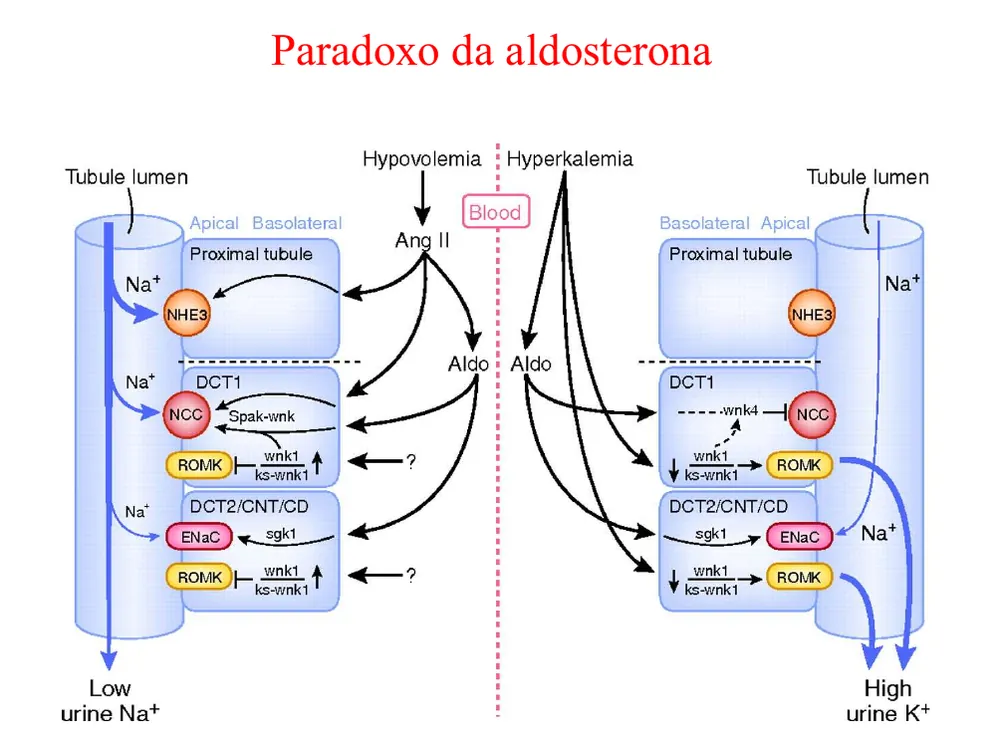 Paradoxo da aldosterona
Hypovolemia
Hyperkalemia
Tubule lumen
Tubule lumen
Blood
Apical Basolateral
Basolateral Apical
Ang II
Proximal tubule
Proximal tubule
Na+
Na+
NHE3
NHE3
Aldo
Aldo
Na+
DCT1
DCT1
NCC
Spak-wnk
wnk4
NCC
ROMK
wnk1
ks-wnk1
?
wnk1
ks-wnk1
ROMK
DCT2/CNT/CD
DCT2/CNT/CD
Na+
ENaC
sgk1
sgk1
ENaC
Na+
ROMK
wnk1
ks-wnk1
?
wnk1
ks-wnk1
ROMK
Low
urine Na+
High
urine K+